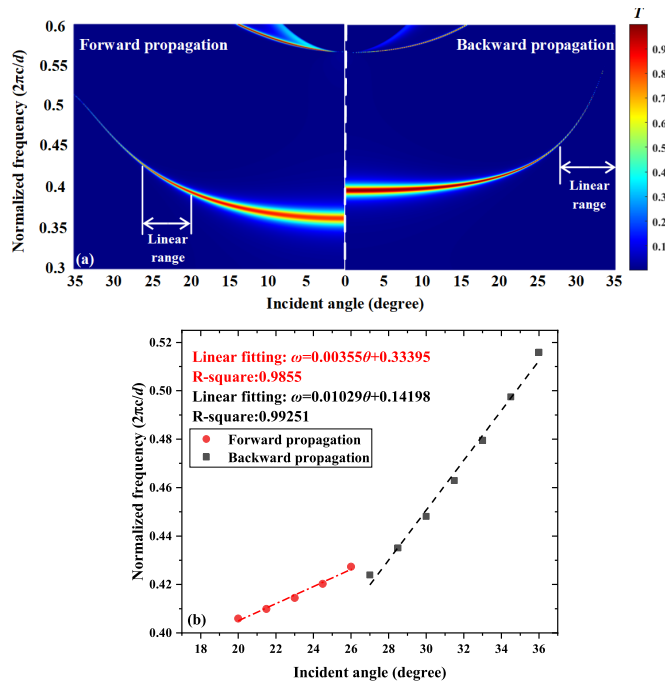 T
0.6
Forward propagation
Backward propagation
0.9
0.8
0.7
0.6
0.5
0.4
0.3
0.2
0.1
0.50
0.45
0.4
0.35
0.3
Normalized frequency (2πc/d)
Linear
range
Linear
range
(a)
35 30 25 20 15 10 5 0 5 10 15 20 25 30 35
Incident angle (degree)
0.52
0.50
0.48
0.46
0.44
0.42
0.40
Normalized frequency (2πc/d)
Linear fitting: ω=0.00355θ+0.33395
R-square:0.9855
Linear fitting: ω=0.01029θ+0.14198
R-square:0.99251
Forward propagation
Backward propagation
(b)
18 20 22 24 26 28 30 32 34 36
Incident angle (degree)